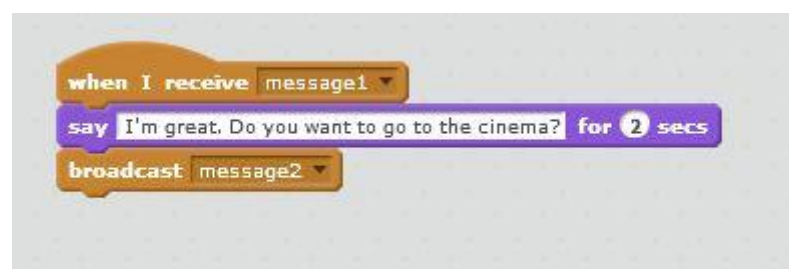 when I receive message1
say I'm great. Do you want to go to the cinema? for 2 secs
broadcast message2